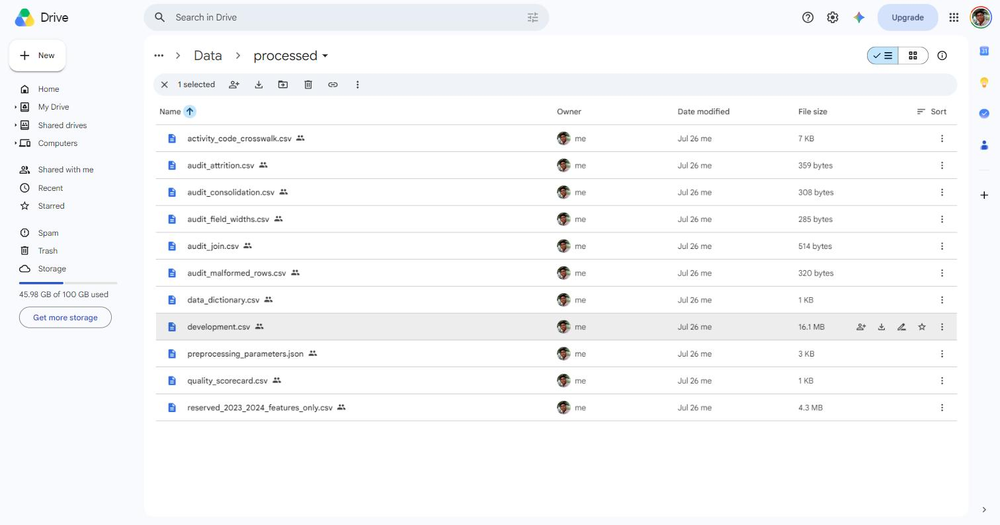 Drive
Search in Drive
Upgrade
New
Home
My Drive
Shared drives
Computers
Shared with me
Recent
Starred
Spam
Trash
Storage
45.98 GB of 100 GB used
Get more storage
Data
processed
1 selected
Name Owner Date modified File size Sort
activity_code_crosswalk.csv me Jul 26 me 7 KB
audit_attrition.csv me Jul 26 me 359 bytes
audit_consolidation.csv me Jul 26 me 308 bytes
audit_field_widths.csv me Jul 26 me 285 bytes
audit_join.csv me Jul 26 me 514 bytes
audit_malformed_rows.csv me Jul 26 me 320 bytes
data_dictionary.csv me Jul 26 me 1 KB
development.csv me Jul 26 me 16.1 MB
preprocessing_parameters.json me Jul 26 me 3 KB
quality_scorecard.csv me Jul 26 me 1 KB
reserved_2023_2024_features_only.csv me Jul 26 me 4.3 MB
31